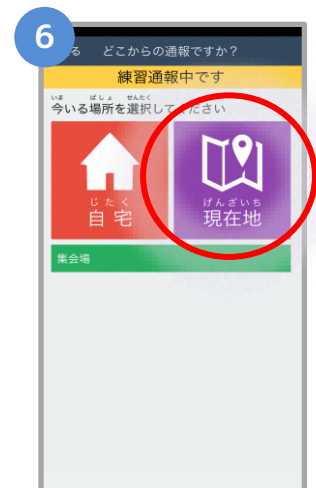 6
る どこからの通報ですか？
練習通報中です
いま ばしょ せんたく
今いる場所を選択してください
じたく
自宅
げんざいち
現在地
集会場